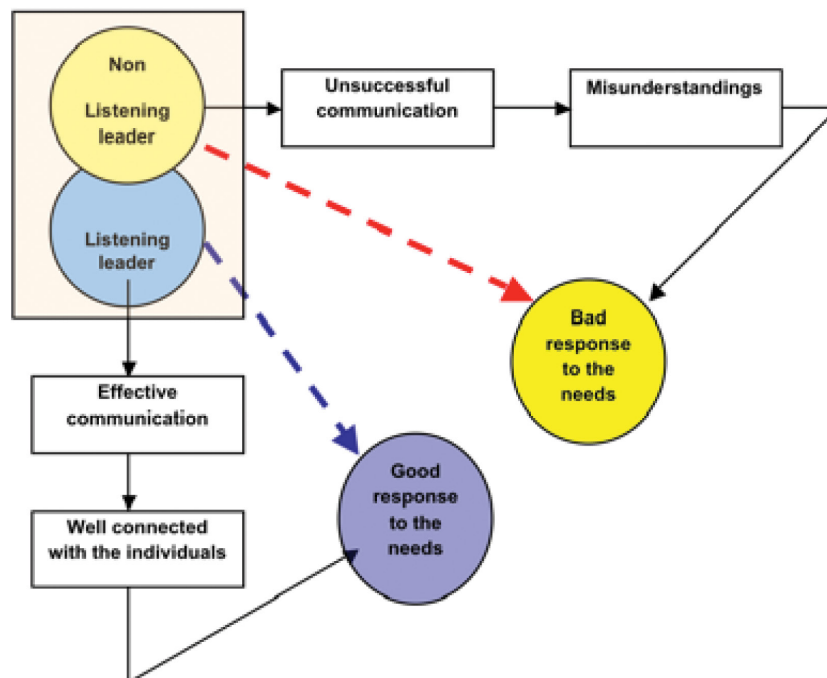 Non
Listening
leader
Unsuccessful
communication
Misunderstandings
Listening
leader
Bad
response
to the
needs
Effective
communication
Good
response
to the
needs
Well connected
with the individuals